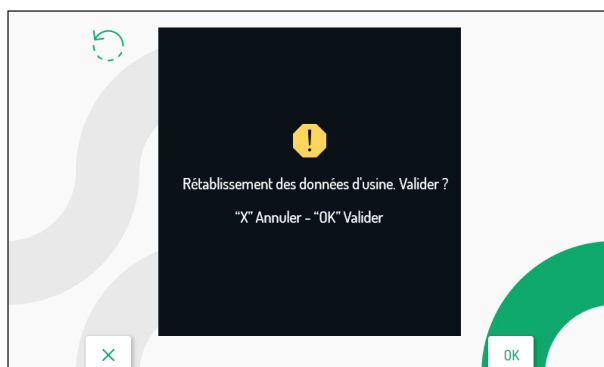 Rétablissement des données d'usine. Valider ?
“X” Annuler - “OK” Valider
OK